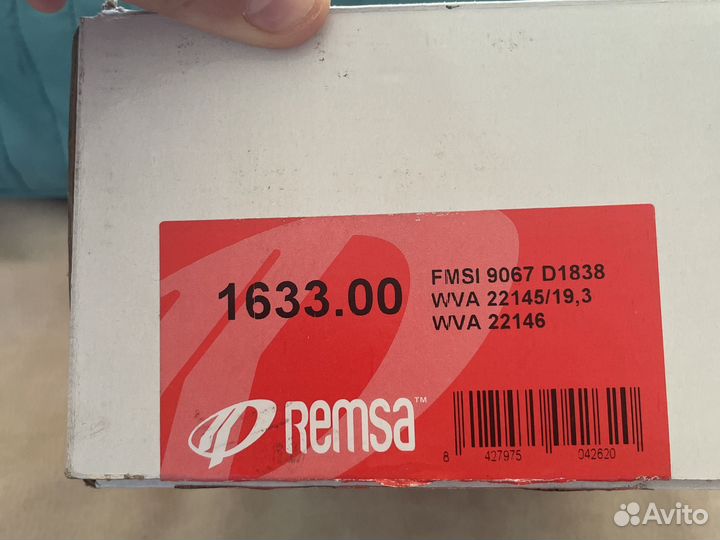 1633.00
FMSI 9067 D1838
WVA 22145/19,3
WVA 22146
Remsa™
8 427975 042620
Avito